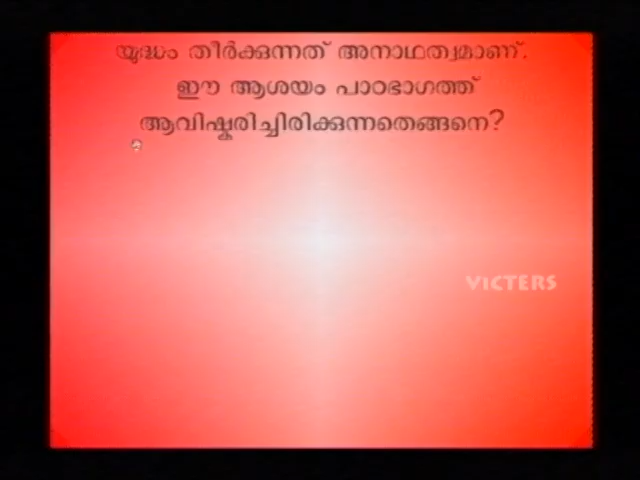 യുദ്ധം തീർക്കുന്നത് അനാഥത്വമാണ്.
ഈ ആശയം പാഠഭാഗത്ത്
ആവിഷ്കരിച്ചിരിക്കുന്നതെങ്ങനെ?
VICTERS